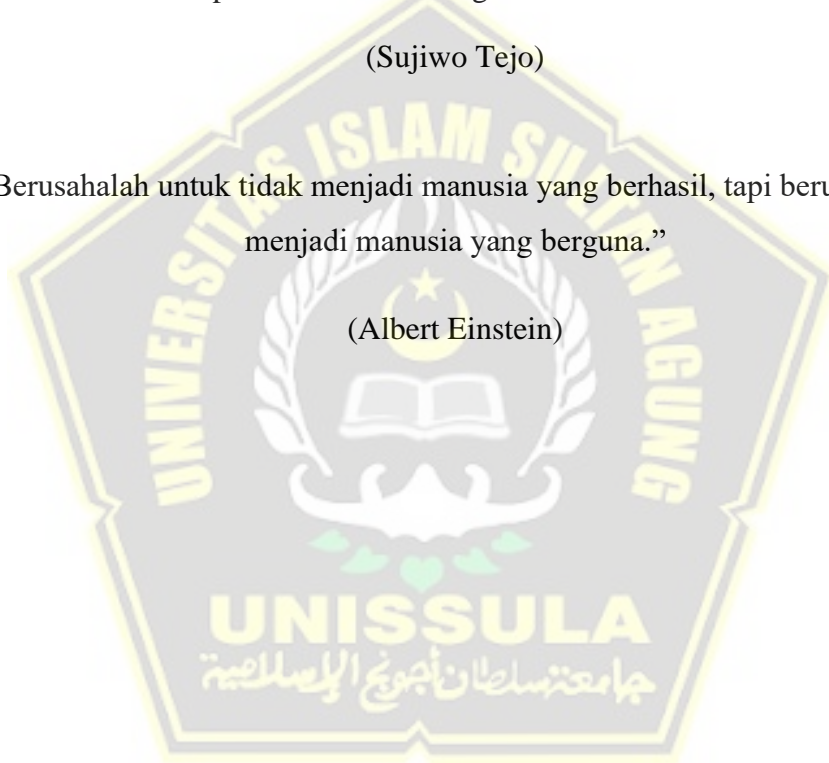 (Sujiwo Tejo)
Berusahalah untuk tidak menjadi manusia yang berhasil, tapi beru
menjadi manusia yang berguna.”
(Albert Einstein)
UNIVERSITAS ISLAM SULTAN AGUNG
UNISSULA
جامعة سلطان أجونج الإسلامية